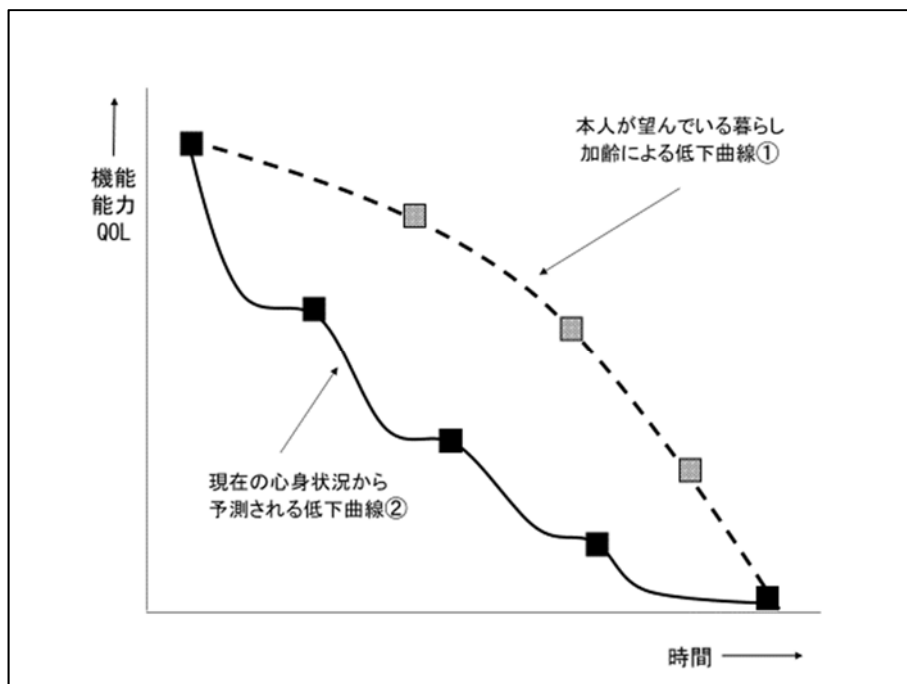 機能
能力
QOL
本人が望んでいる暮らし
加齢による低下曲線①
現在の心身状況から
予測される低下曲線②
時間